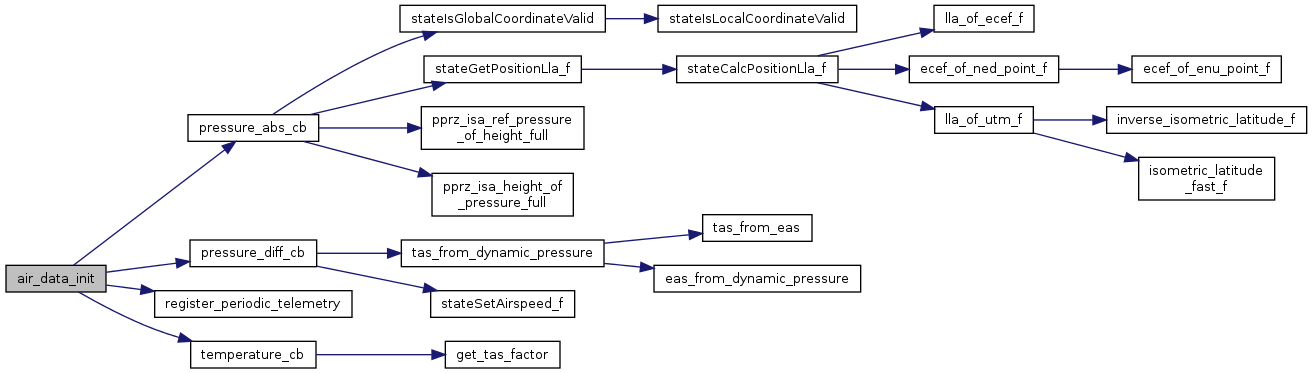 air_data_init
pressure_abs_cb
stateIsGlobalCoordinateValid
stateIsLocalCoordinateValid
stateGetPositionLla_f
stateCalcPositionLla_f
lla_of_ecef_f
ecef_of_ned_point_f
ecef_of_enu_point_f
lla_of_utm_f
inverse_isometric_latitude_f
isometric_latitude
_fast_f
pprz_isa_ref_pressure
_of_height_full
pprz_isa_height_of
_pressure_full
pressure_diff_cb
tas_from_dynamic_pressure
tas_from_eas
eas_from_dynamic_pressure
stateSetAirspeed_f
register_periodic_telemetry
temperature_cb
get_tas_factor